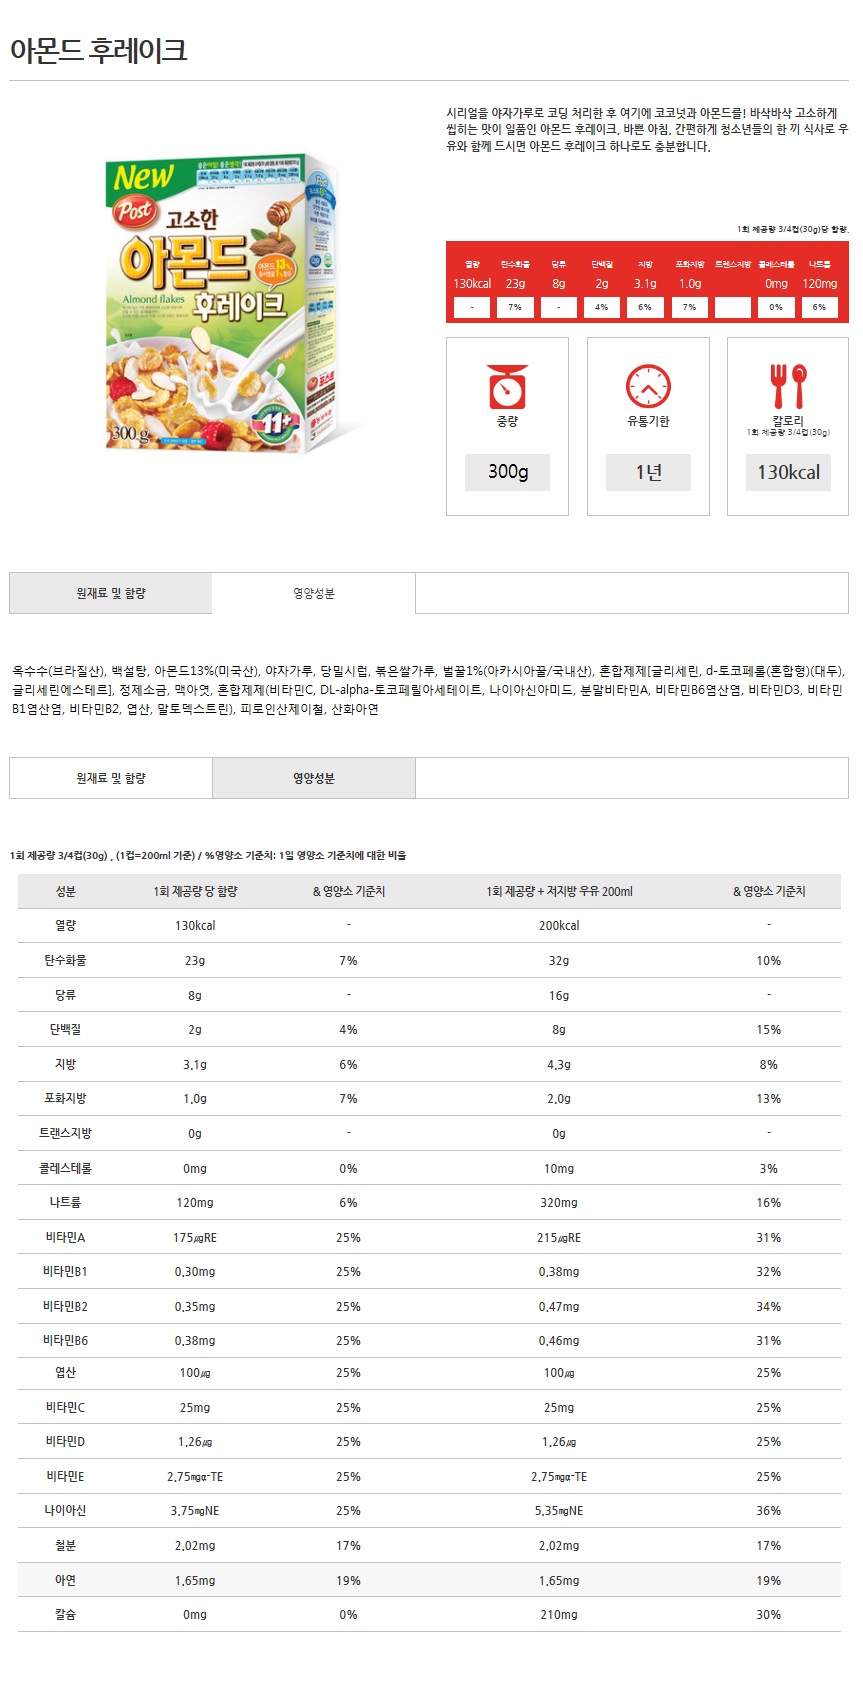 아몬드 후레이크
시리얼을 야자가루로 코딩 처리한 후 여기에 코코넛과 아몬드를! 바삭바삭 고소하게
씹히는 맛이 일품인 아몬드 후레이크. 바쁜 아침. 간편하게 청소년들의 한 끼 식사로 우
유와 함께 드시면 아몬드 후레이크 하나로도 충분합니다.
New
Post
고소한
아몬드
Almond flakes
후레이크
아몬드 13%,
300 g
11+
1회 제공량 3/4컵(30g)당 함량.
열량 탄수화물 당류 단백질 지방 포화지방 트랜스지방 콜레스테롤 나트륨
130kcal 23g 8g 2g 3.1g 1.0g 0mg 120mg
- 7% - 4% 6% 7% 0% 6%
중량 유통기한 칼로리
1회 제공량 3/4컵(30g)
300g 1년 130kcal
원재료 및 함량 영양성분
옥수수(브라질산), 백설탕, 아몬드13%(미국산), 야자가루, 당밀시럽, 볶은쌀가루, 벌꿀1%(아카시아꿀/국내산), 혼합제제[글리세린, d-토코페롤(혼합형)(대두),
글리세린에스테르], 정제소금, 맥아엿, 혼합제제(비타민C, DL-alpha-토코페릴아세테이트, 나이아신아미드, 분말비타민A, 비타민B6염산염, 비타민D3, 비타민
B1염산염, 비타민B2, 엽산, 말토덱스트린), 피로인산제이철, 산화아연
원재료 및 함량 영양성분
1회 제공량 3/4컵(30g) , (1컵=200ml 기준) / %영양소 기준치: 1일 영양소 기준치에 대한 비율
성분 1회 제공량 당 함량 & 영양소 기준치 1회 제공량 + 저지방 우유 200ml & 영양소 기준치
열량 130kcal - 200kcal -
탄수화물 23g 7% 32g 10%
당류 8g - 16g -
단백질 2g 4% 8g 15%
지방 3.1g 6% 4.3g 8%
포화지방 1.0g 7% 2.0g 13%
트랜스지방 0g - 0g -
콜레스테롤 0mg 0% 10mg 3%
나트륨 120mg 6% 320mg 16%
비타민A 175㎍RE 25% 215㎍RE 31%
비타민B1 0.30mg 25% 0.38mg 32%
비타민B2 0.35mg 25% 0.47mg 34%
비타민B6 0.38mg 25% 0.46mg 31%
엽산 100㎍ 25% 100㎍ 25%
비타민C 25mg 25% 25mg 25%
비타민D 1.26㎍ 25% 1.26㎍ 25%
비타민E 2.75㎎α-TE 25% 2.75㎎α-TE 25%
나이아신 3.75㎎NE 25% 5.35㎎NE 36%
철분 2.02mg 17% 2.02mg 17%
아연 1.65mg 19% 1.65mg 19%
칼슘 0mg 0% 210mg 30%